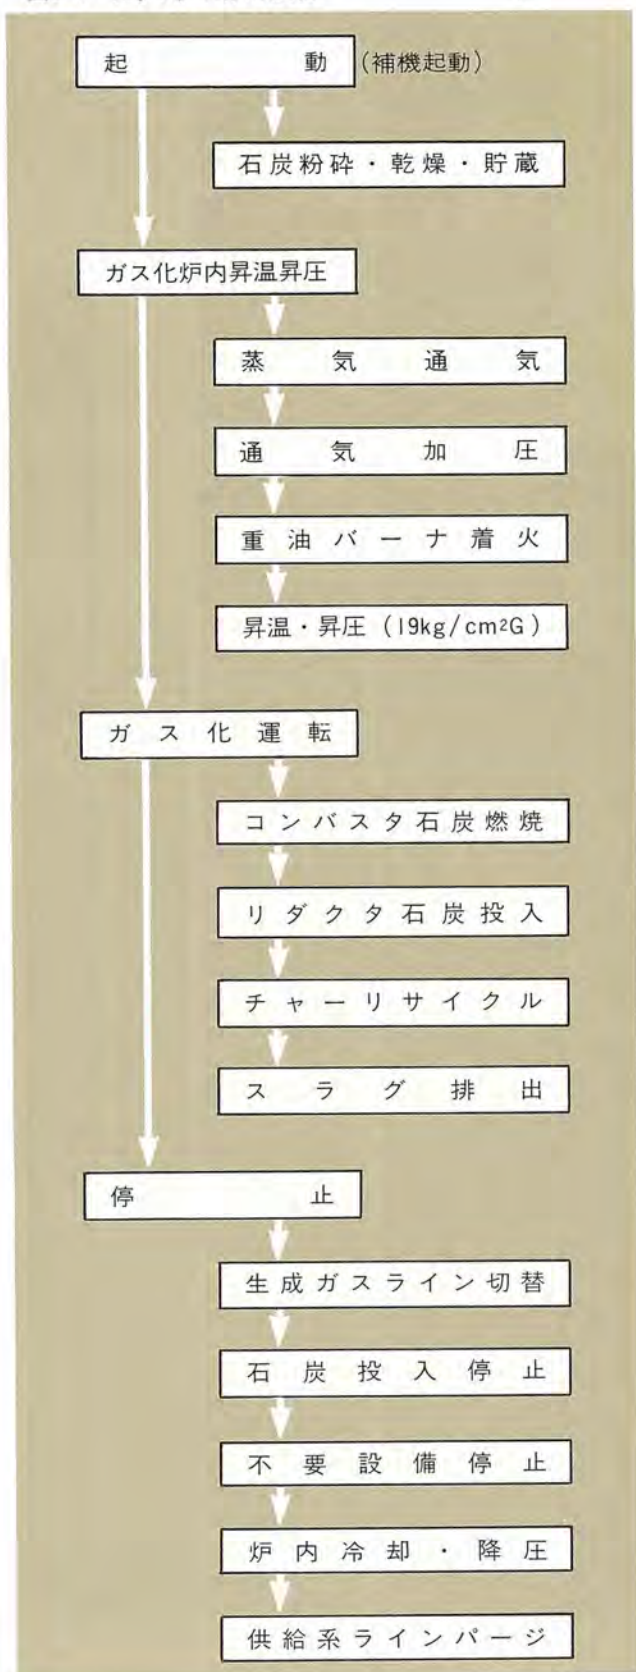 起動(補機起動)
石炭粉砕・乾燥・貯蔵
ガス化炉内昇温昇圧
蒸気通気
通気加圧
重油バーナ着火
昇温・昇圧(19kg/cm2G)
ガス化運転
コンバスタ石炭燃焼
リダクタ石炭投入
チャーリサイクル
スラグ排出
停止
生成ガスライン切替
石炭投入停止
不要設備停止
炉内冷却・降圧
供給系ラインパージ